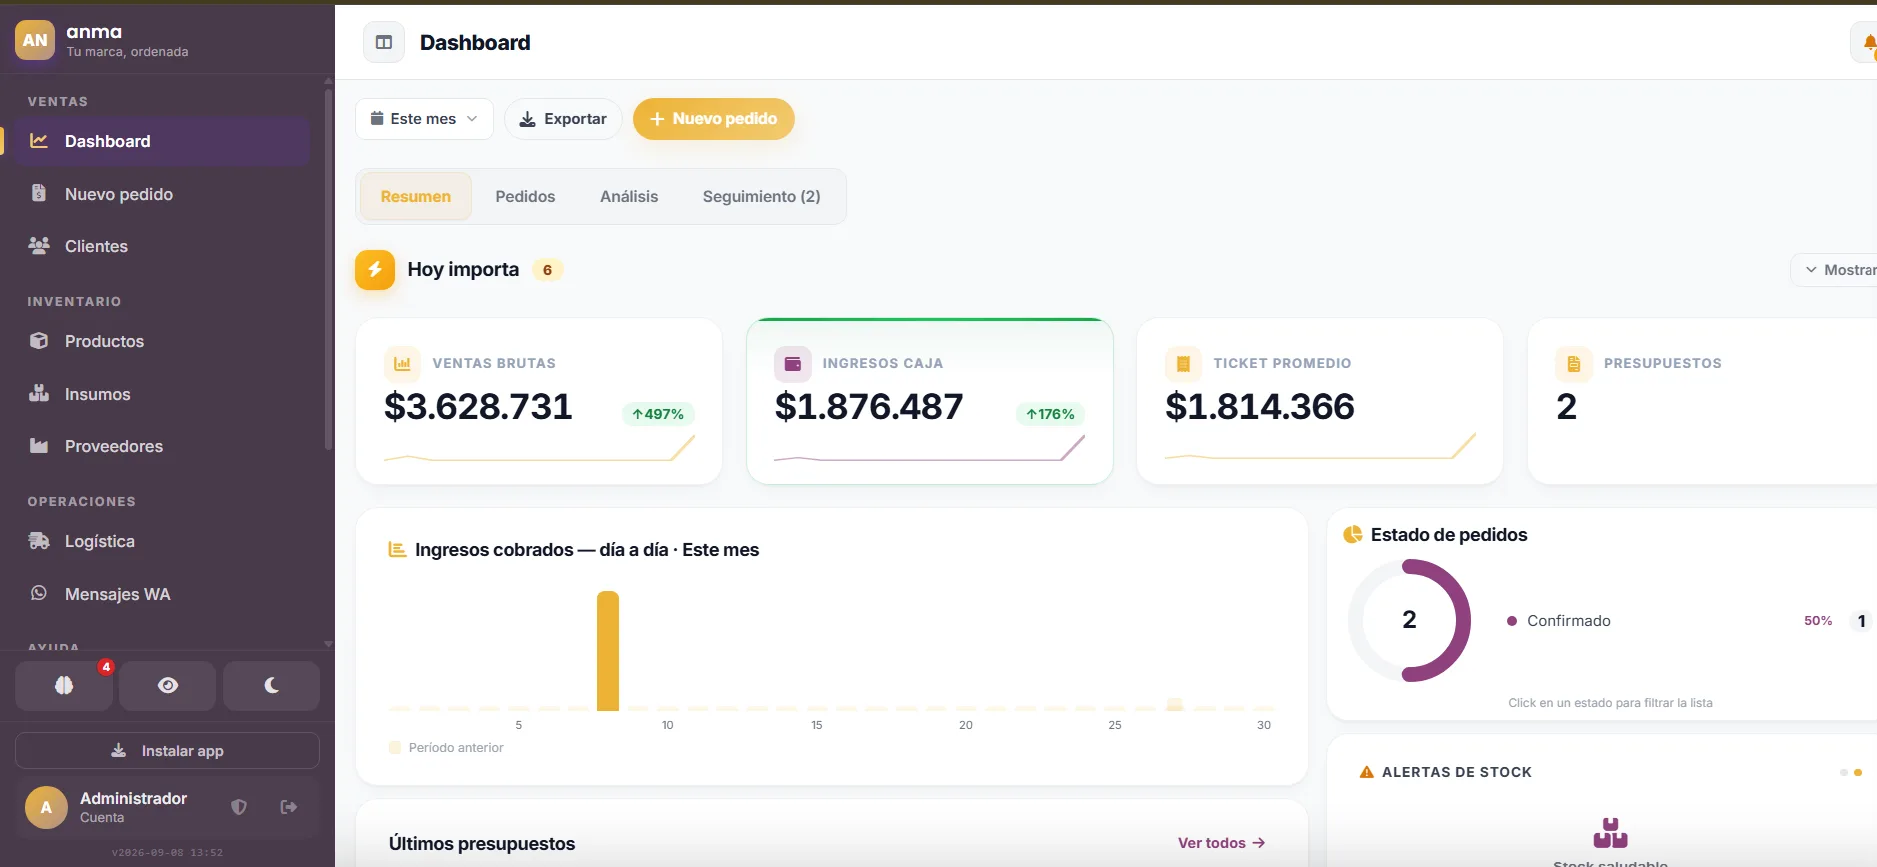 AN
anma
Tu marca, ordenada
VENTAS
Dashboard
Nuevo pedido
Clientes
INVENTARIO
Productos
Insumos
Proveedores
OPERACIONES
Logística
Mensajes WA
AYUDA
4
Instalar app
A
Administrador
Cuenta
v2026-09-08 13:52
Dashboard
Este mes
Exportar
+ Nuevo pedido
Resumen
Pedidos
Análisis
Seguimiento (2)
Hoy importa 6
Mostrar
VENTAS BRUTAS
$3.628.731
↑497%
INGRESOS CAJA
$1.876.487
↑176%
TICKET PROMEDIO
$1.814.366
PRESUPUESTOS
2
Ingresos cobrados — día a día · Este mes
5 10 15 20 25 30
Período anterior
Estado de pedidos
2
Confirmado 50% 1
Click en un estado para filtrar la lista
ALERTAS DE STOCK
Stock saludable
Últimos presupuestos
Ver todos →